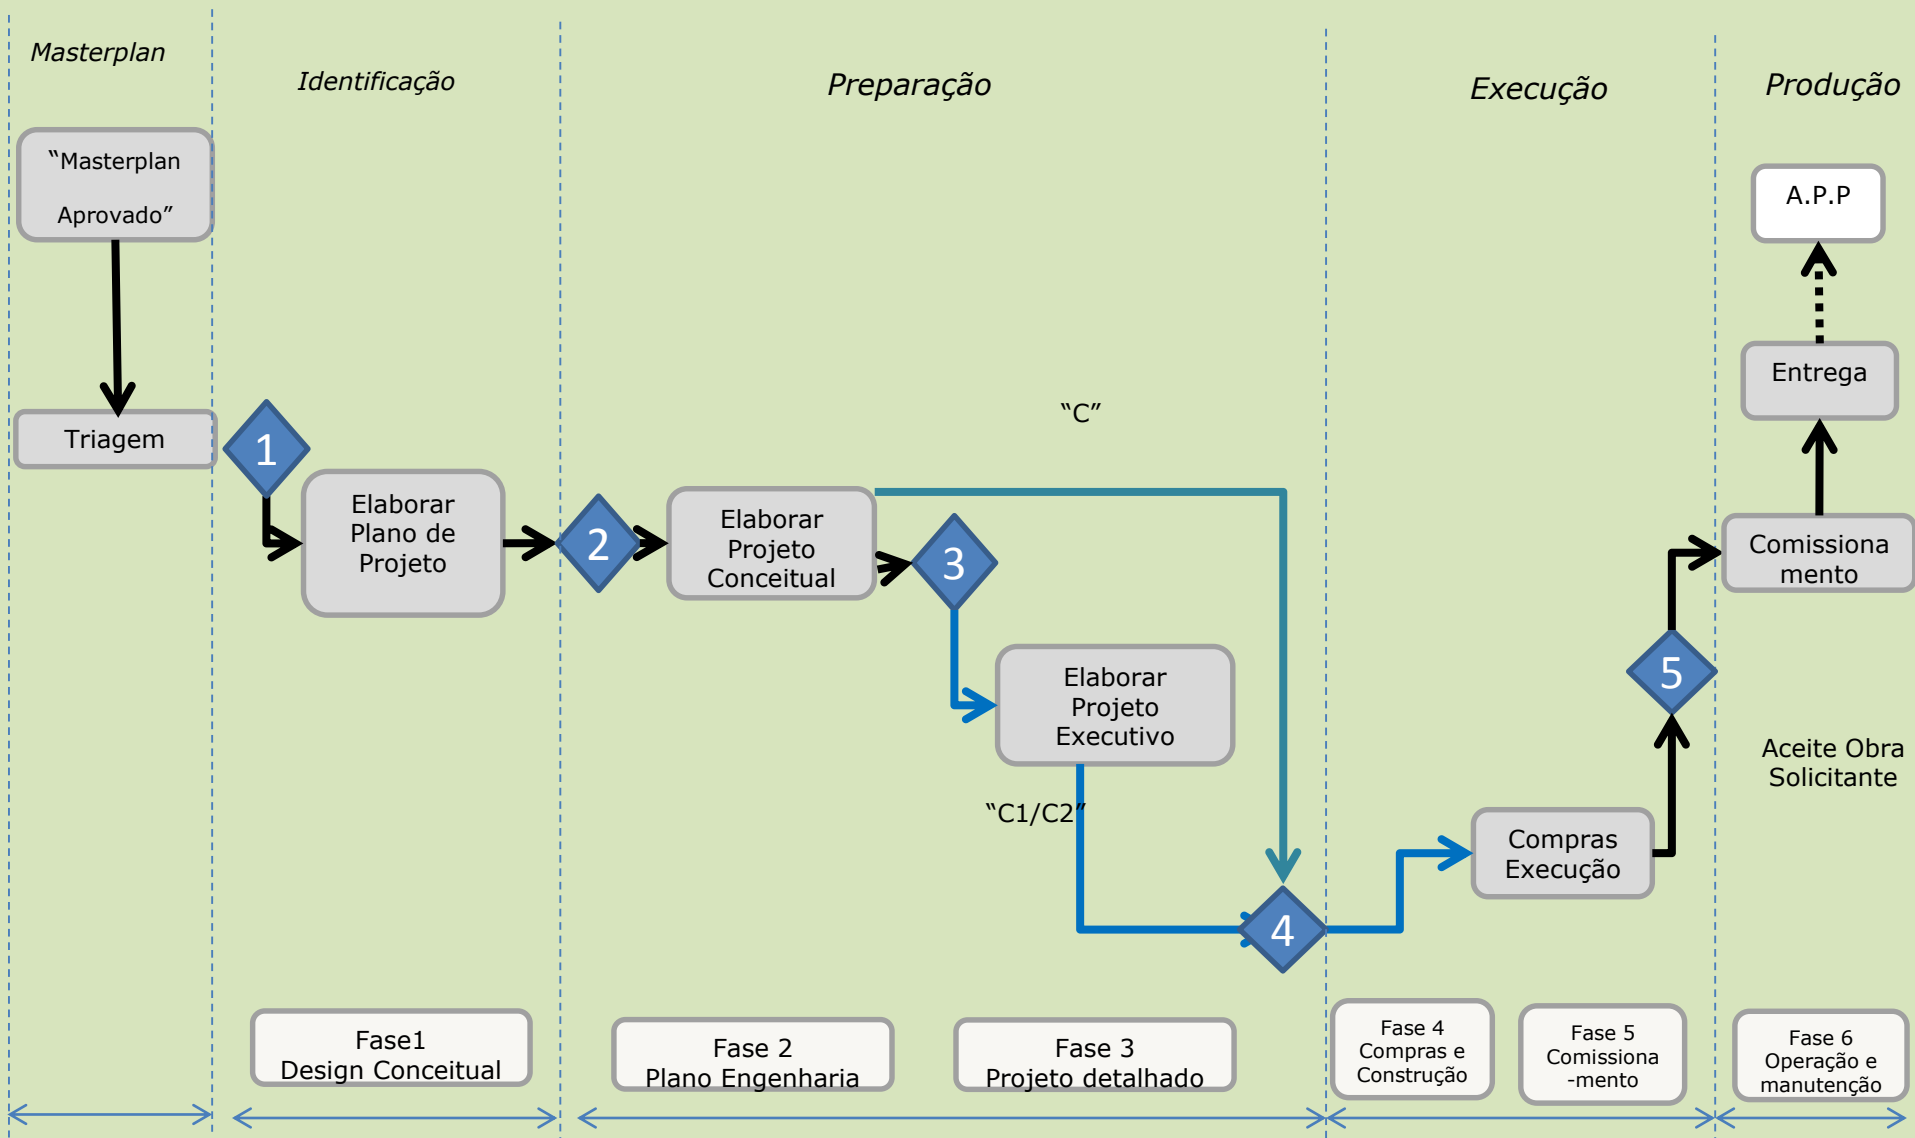 Masterplan
Identificação
Preparação
Execução
Produção
“Masterplan
Aprovado”
A.P.P
Entrega
Triagem
1
“C”
Elaborar
Plano de
Projeto
2
Elaborar
Projeto
Conceitual
3
Comissiona
mento
Elaborar
Projeto
Executivo
5
Aceite Obra
Solicitante
“C1/C2”
Compras
Execução
4
Fase1
Design Conceitual
Fase 2
Plano Engenharia
Fase 3
Projeto detalhado
Fase 4
Compras e
Construção
Fase 5
Comissiona
-mento
Fase 6
Operação e
manutenção